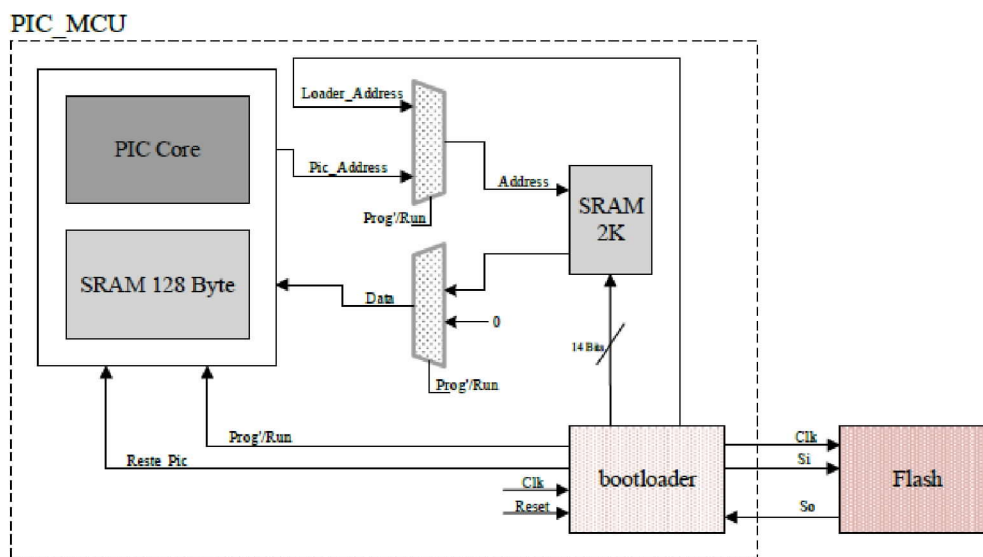 PIC_MCU
Loader_Address
PIC Core
Pic_Address
Address
Prog'/Run
SRAM
2K
SRAM 128 Byte
Data
0
14 Bits
Prog'/Run
Prog'/Run
Reste Pic
Clk
Reset
bootloader
Clk
Si
So
Flash